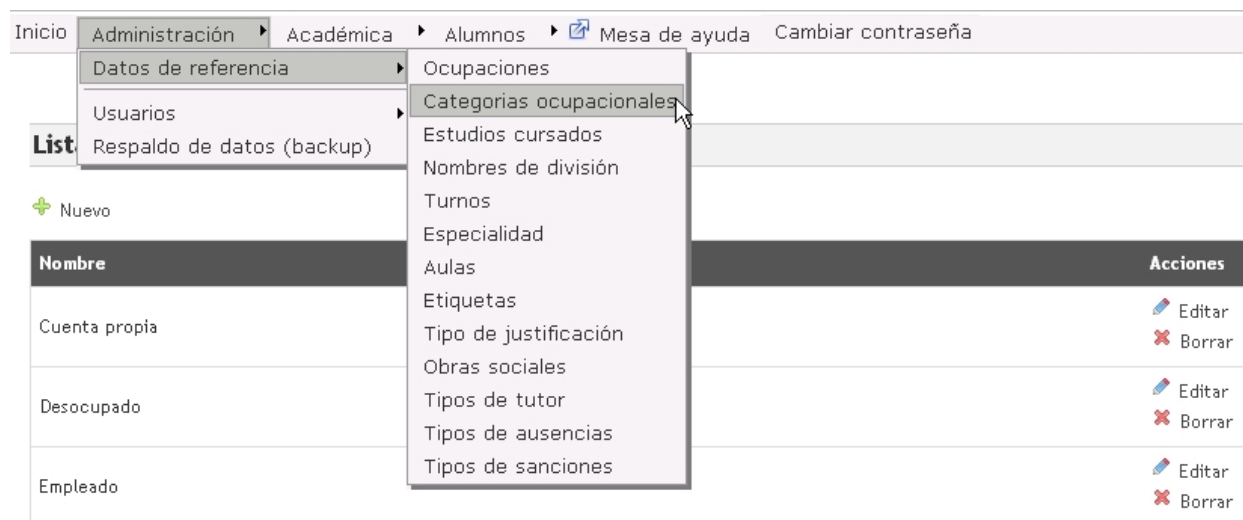 Inicio Administración Académica Alumnos Mesa de ayuda Cambiar contraseña
Datos de referencia Ocupaciones
Categorias ocupacionales
Usuarios
Estudios cursados
List
Respaldo de datos (backup)
Nombres de división
Nuevo Turnos
Especialidad
Nombre Aulas Acciones
Etiquetas
Editar
Cuenta propia Tipo de justificación
Borrar
Obras sociales
Editar
Desocupado Tipos de tutor
Borrar
Tipos de ausencias
Tipos de sanciones Editar
Empleado
Borrar